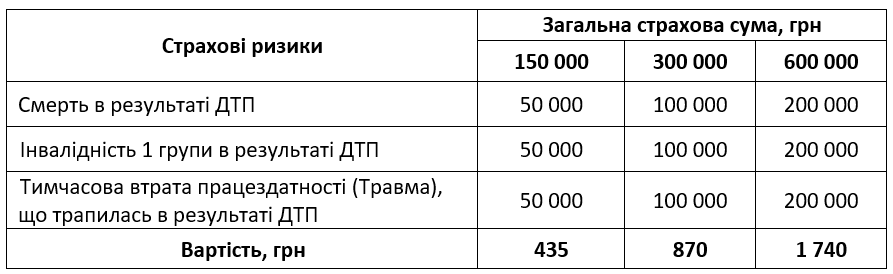 Страхові ризики
Загальна страхова сума, грн
150 000 300 000 600 000
Смерть в результаті ДТП 50 000 100 000 200 000
Інвалідність 1 групи в результаті ДТП 50 000 100 000 200 000
Тимчасова втрата працездатності (Травма),
що трапилась в результаті ДТП 50 000 100 000 200 000
Вартість, грн 435 870 1 740